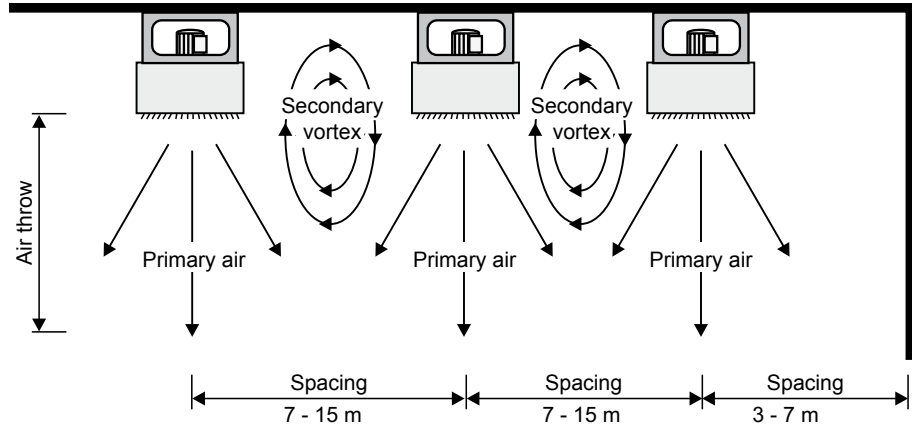 Secondary
vortex
Secondary
vortex
Air throw
Primary air
Primary air
Primary air
Spacing
Spacing
Spacing
7 - 15 m
7 - 15 m
3 - 7 m